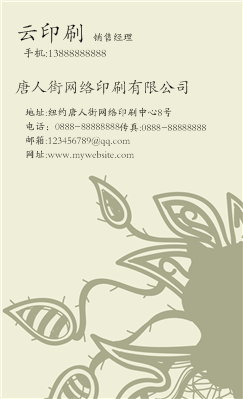 云印刷 销售经理
手机:13888888888
唐人街网络印刷有限公司
地址:纽约唐人街网络印刷中心8号
电话：0888-88888888传真:0888-88888888
邮箱:123456789@qq.com
网址:www.mywebsite.com